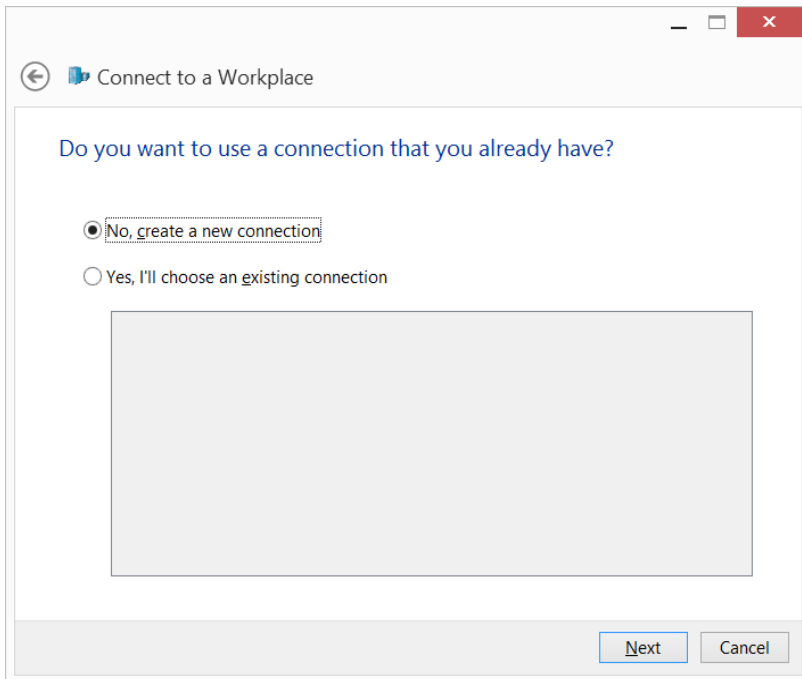 Connect to a Workplace
Do you want to use a connection that you already have?
No, create a new connection
Yes, I'll choose an existing connection
Next
Cancel